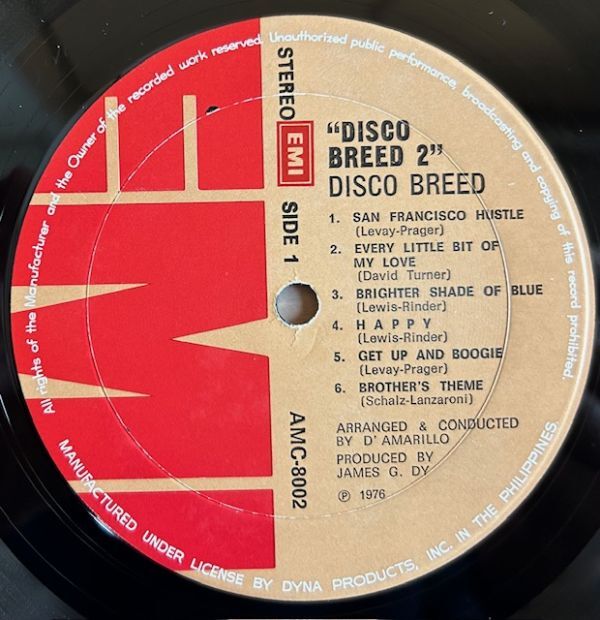 All rights of the Manufacturer and the Owner of the recorded work reserved. Unauthorized public performance, broadcasting and copying of this record prohibited.
STEREO
EMI
SIDE 1
AMC-8002
"DISCO
BREED 2"
DISCO BREED
1. SAN FRANCISCO HUSTLE
(Levay-Prager)
2. EVERY LITTLE BIT OF
MY LOVE
(David Turner)
3. BRIGHTER SHADE OF BLUE
(Lewis-Rinder)
4. H A P P Y
(Lewis-Rinder)
5. GET UP AND BOOGIE
(Levay-Prager)
6. BROTHER'S THEME
(Schalz-Lanzaroni)
ARRANGED & CONDUCTED
BY D'AMARILLO
PRODUCED BY
JAMES G. DY
Ⓟ 1976
MANUFACTURED UNDER LICENSE BY DYNA PRODUCTS, INC. IN THE PHILIPPINES